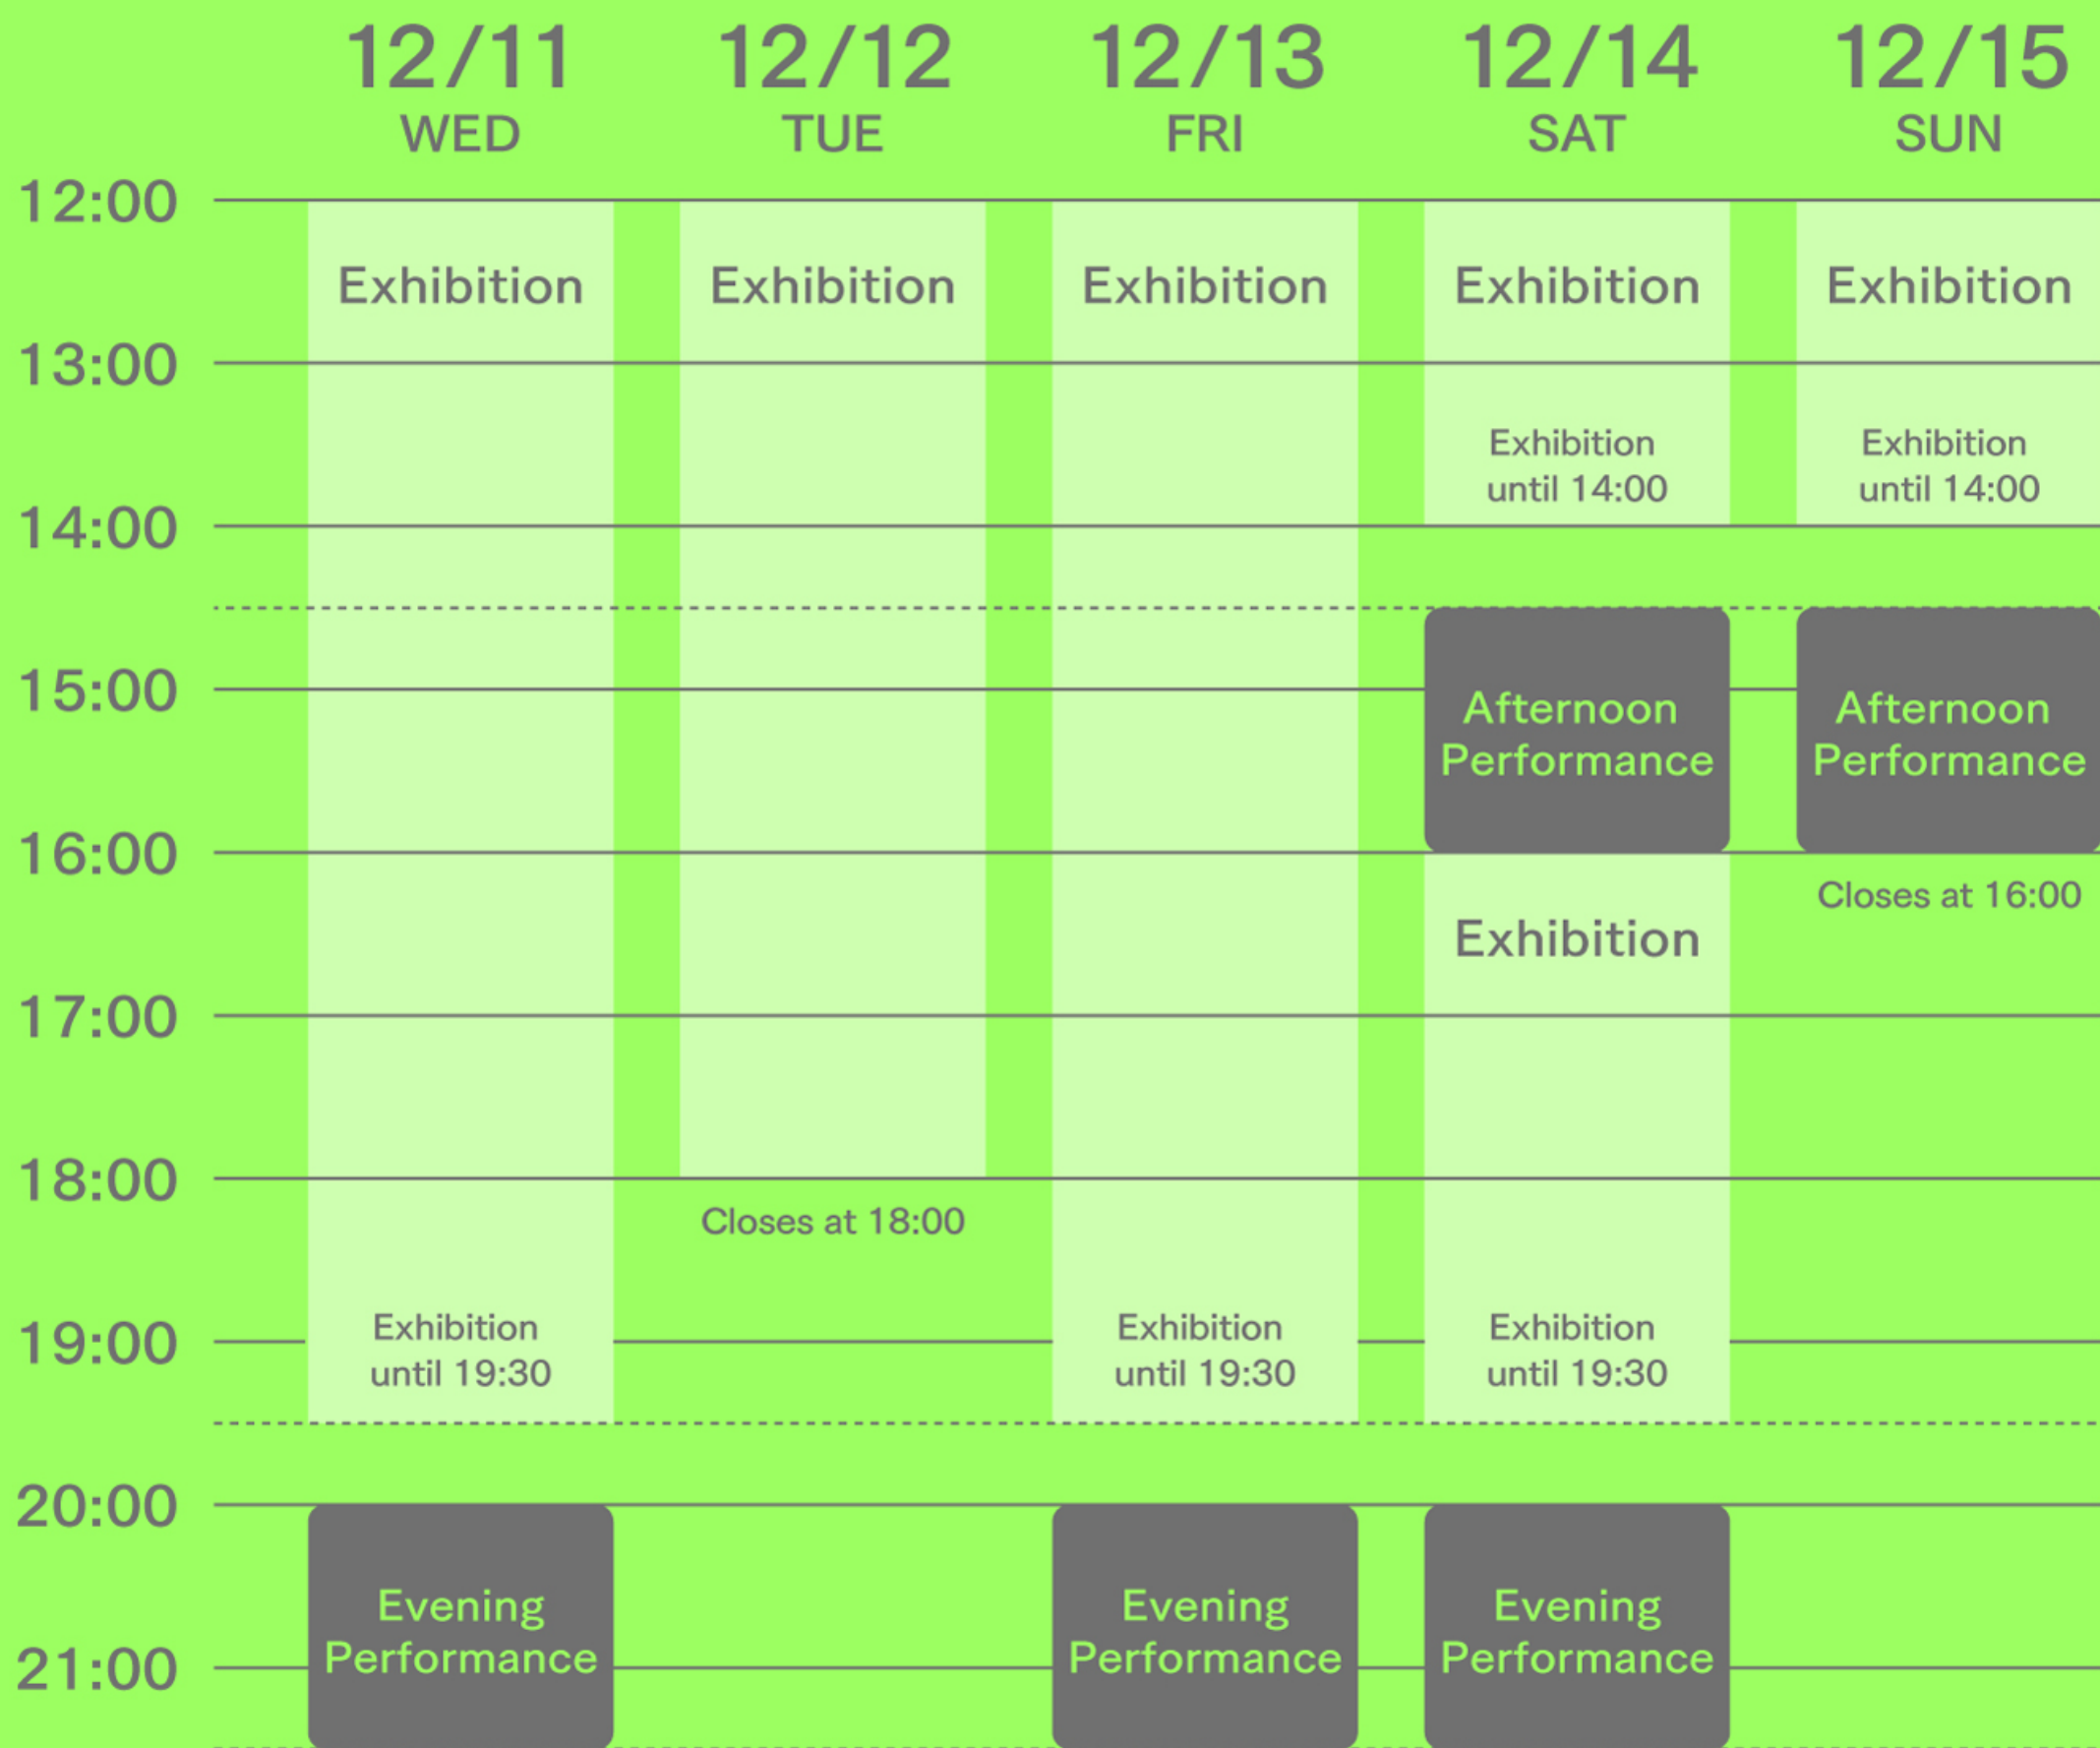 12/11 12/12 12/13 12/14 12/15
WED TUE FRI SAT SUN
12:00
Exhibition Exhibition Exhibition Exhibition Exhibition
13:00
Exhibition Exhibition
until 14:00 until 14:00
14:00
15:00
Afternoon Afternoon
Performance Performance
16:00
Closes at 16:00
Exhibition
17:00
18:00
Closes at 18:00
Exhibition Exhibition Exhibition
19:00
until 19:30 until 19:30 until 19:30
20:00
Evening Evening Evening
Performance Performance Performance
21:00